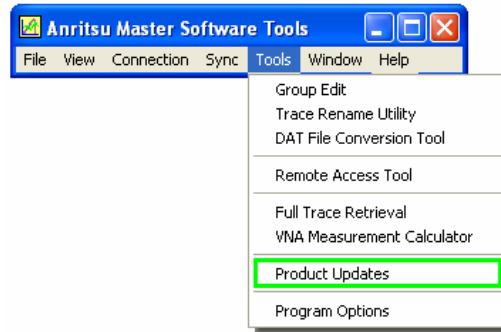 Anritsu Master Software Tools
File View Connection Sync Tools Window Help
Group Edit
Trace Rename Utility
DAT File Conversion Tool
Remote Access Tool
Full Trace Retrieval
VNA Measurement Calculator
Product Updates
Program Options